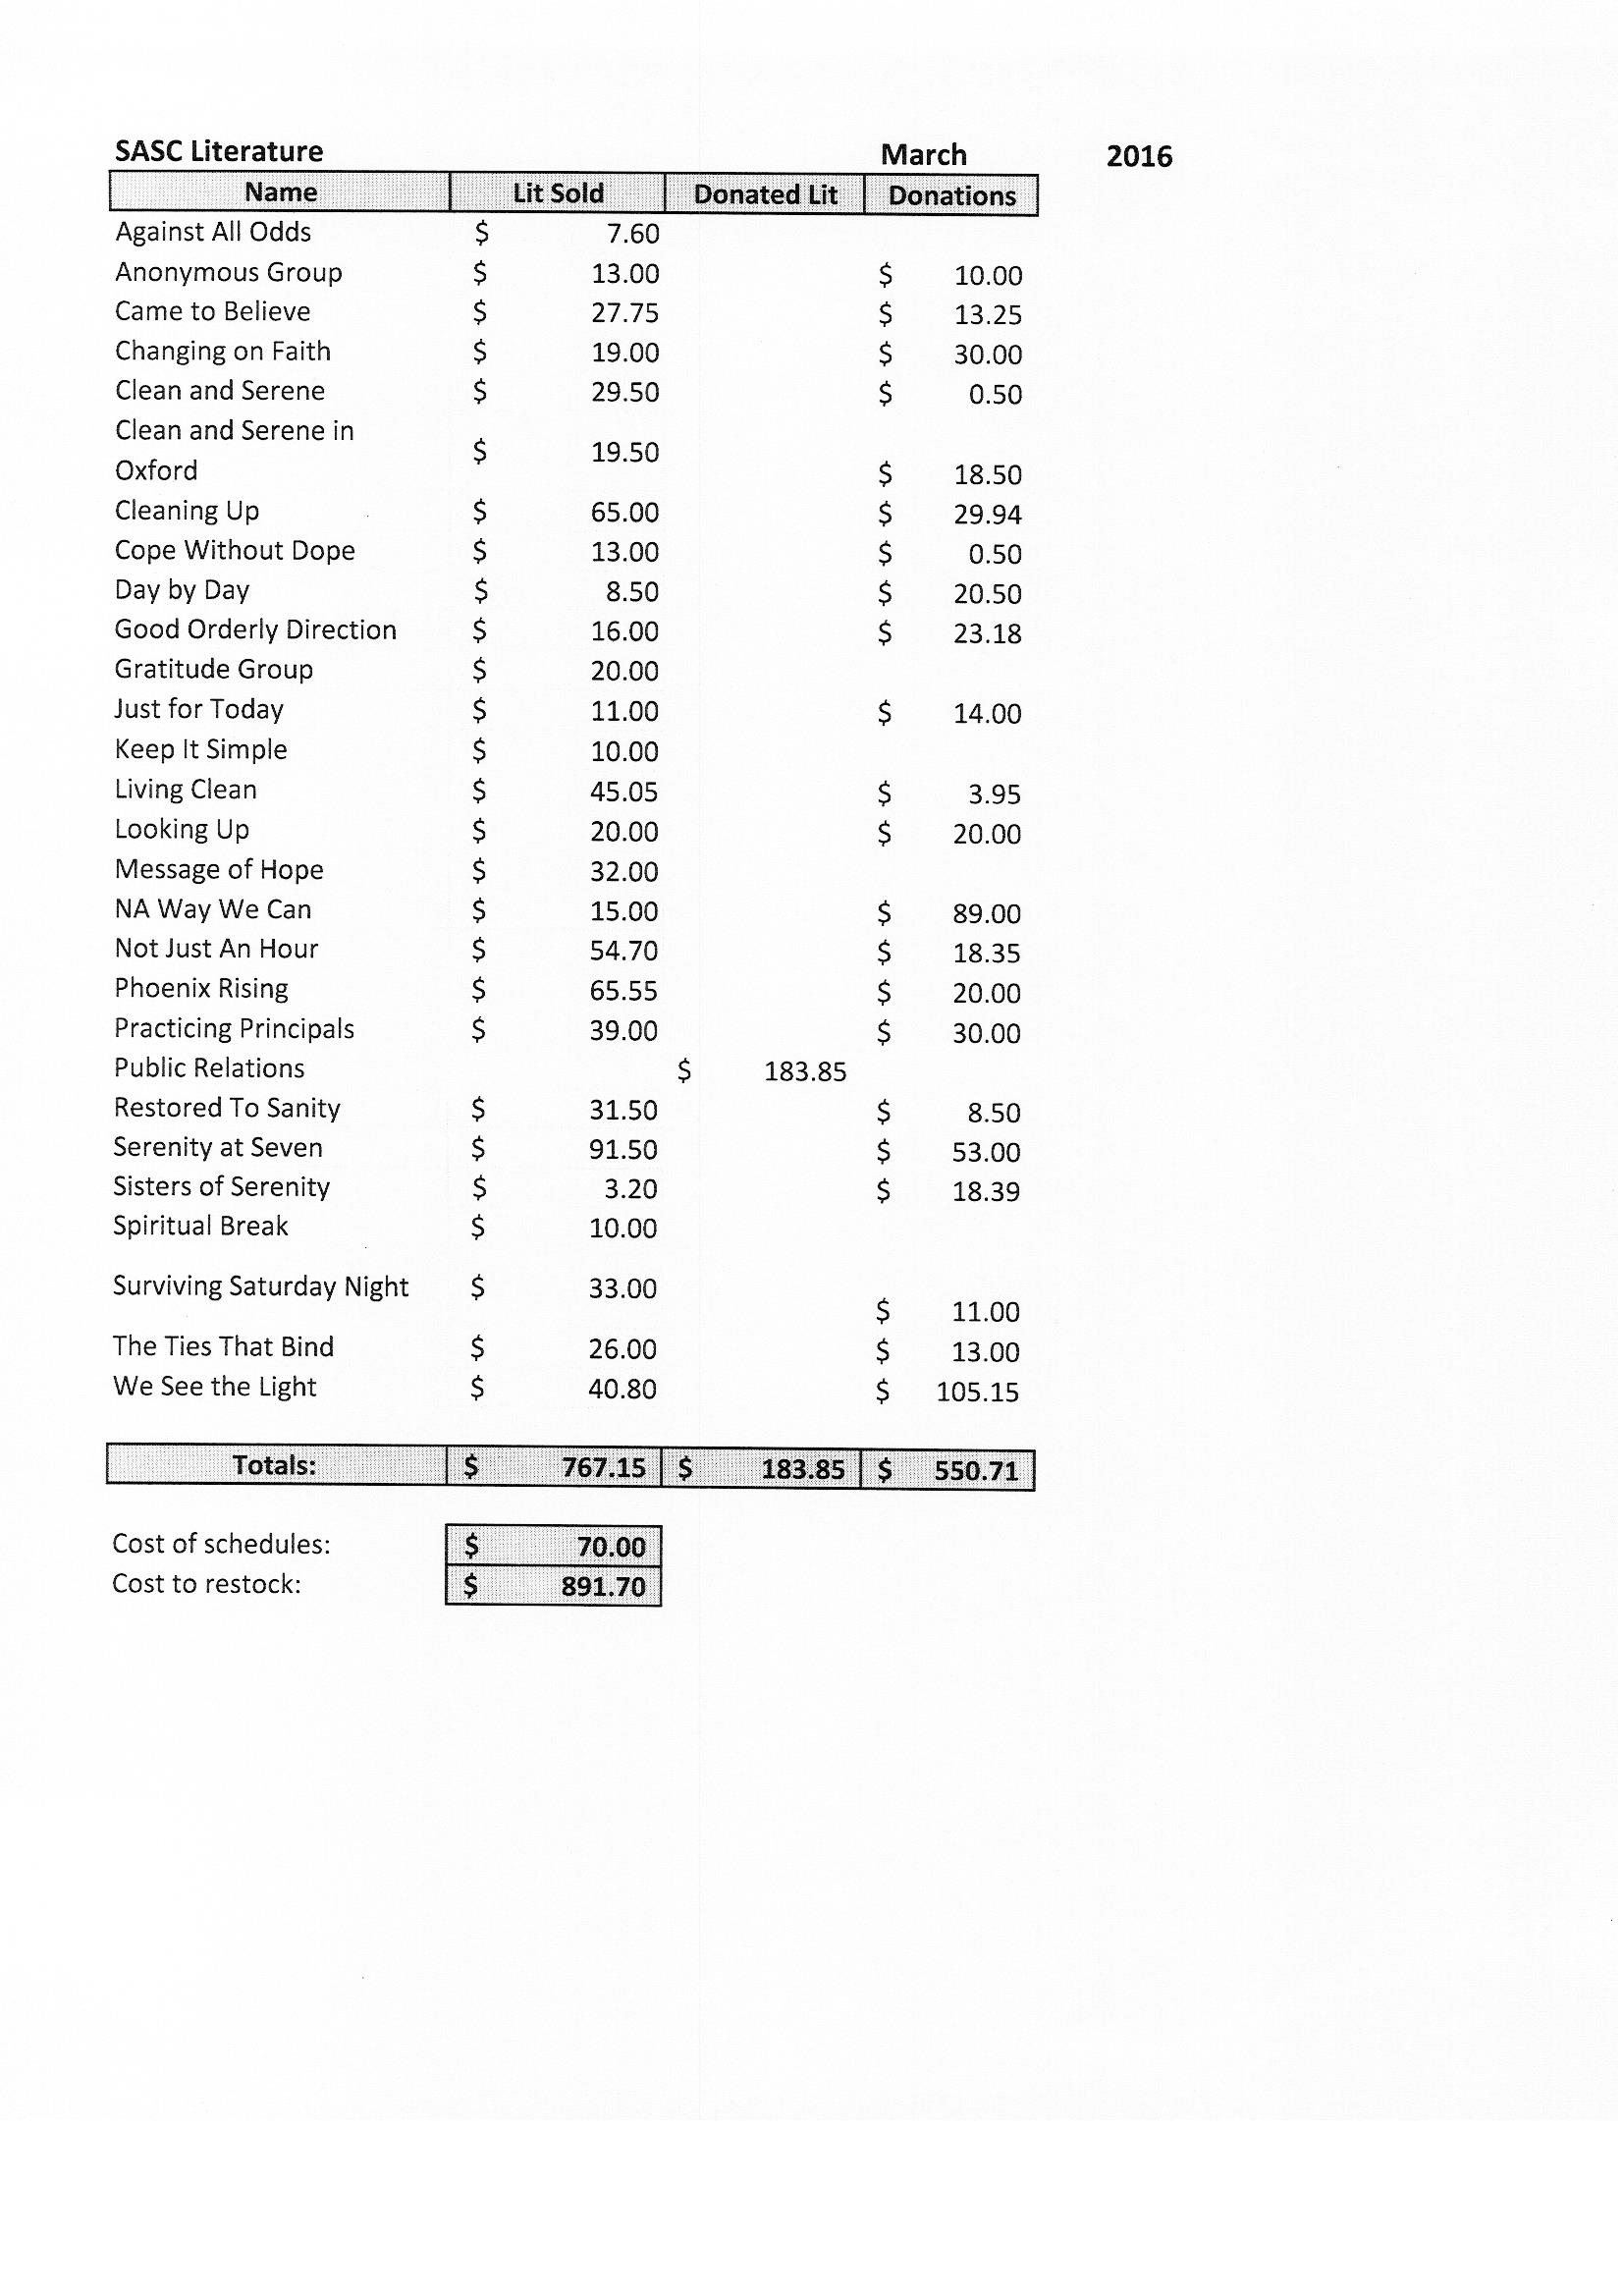 SASC Literature March 2016
Name Lit Sold Donated Lit Donations
Against All Odds $ 7.60
Anonymous Group $ 13.00 $ 10.00
Came to Believe $ 27.75 $ 13.25
Changing on Faith $ 19.00 $ 30.00
Clean and Serene $ 29.50 $ 0.50
Clean and Serene in
$ 19.50
Oxford $ 18.50
Cleaning Up $ 65.00 $ 29.94
Cope Without Dope $ 13.00 $ 0.50
Day by Day $ 8.50 $ 20.50
Good Orderly Direction $ 16.00 $ 23.18
Gratitude Group $ 20.00
Just for Today $ 11.00 $ 14.00
Keep It Simple $ 10.00
Living Clean $ 45.05 $ 3.95
Looking Up $ 20.00 $ 20.00
Message of Hope $ 32.00
NA Way We Can $ 15.00 $ 89.00
Not Just An Hour $ 54.70 $ 18.35
Phoenix Rising $ 65.55 $ 20.00
Practicing Principals $ 39.00 $ 30.00
Public Relations $ 183.85
Restored To Sanity $ 31.50 $ 8.50
Serenity at Seven $ 91.50 $ 53.00
Sisters of Serenity $ 3.20 $ 18.39
Spiritual Break $ 10.00
Surviving Saturday Night $ 33.00
$ 11.00
The Ties That Bind $ 26.00 $ 13.00
We See the Light $ 40.80 $ 105.15
Totals: $ 767.15 $ 183.85 $ 550.71
Cost of schedules: $ 70.00
Cost to restock: $ 891.70